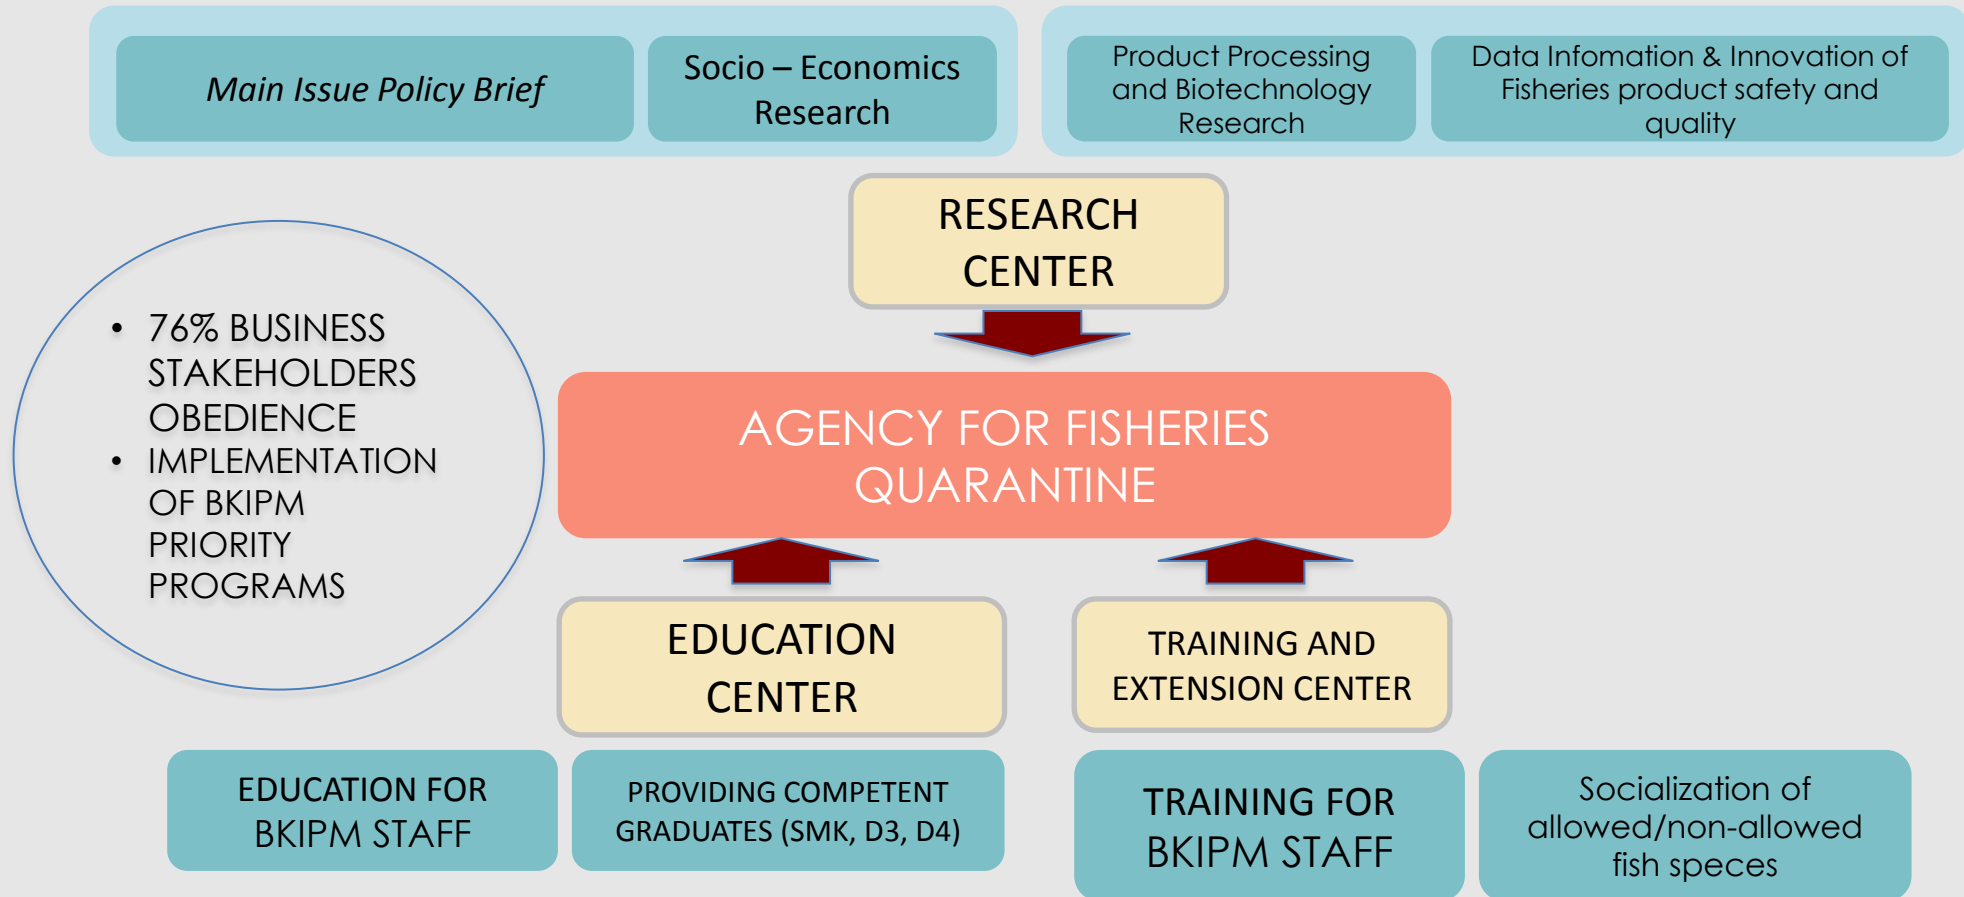 Main Issue Policy Brief
Socio – Economics
Research
Product Processing
and Biotechnology
Research
Data Infomation & Innovation of
Fisheries product safety and
quality
RESEARCH
CENTER
• 76% BUSINESS
STAKEHOLDERS
OBEDIENCE
• IMPLEMENTATION
OF BKIPM
PRIORITY
PROGRAMS
AGENCY FOR FISHERIES
QUARANTINE
EDUCATION
CENTER
TRAINING AND
EXTENSION CENTER
EDUCATION FOR
BKIPM STAFF
PROVIDING COMPETENT
GRADUATES (SMK, D3, D4)
TRAINING FOR
BKIPM STAFF
Socialization of
allowed/non-allowed
fish speces